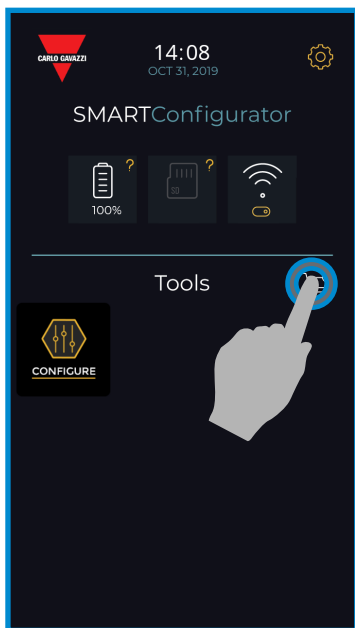 CARLO GAVAZZI
14:08
OCT 31, 2019
SMARTConfigurator
?
?
SD
100%
Tools
CONFIGURE